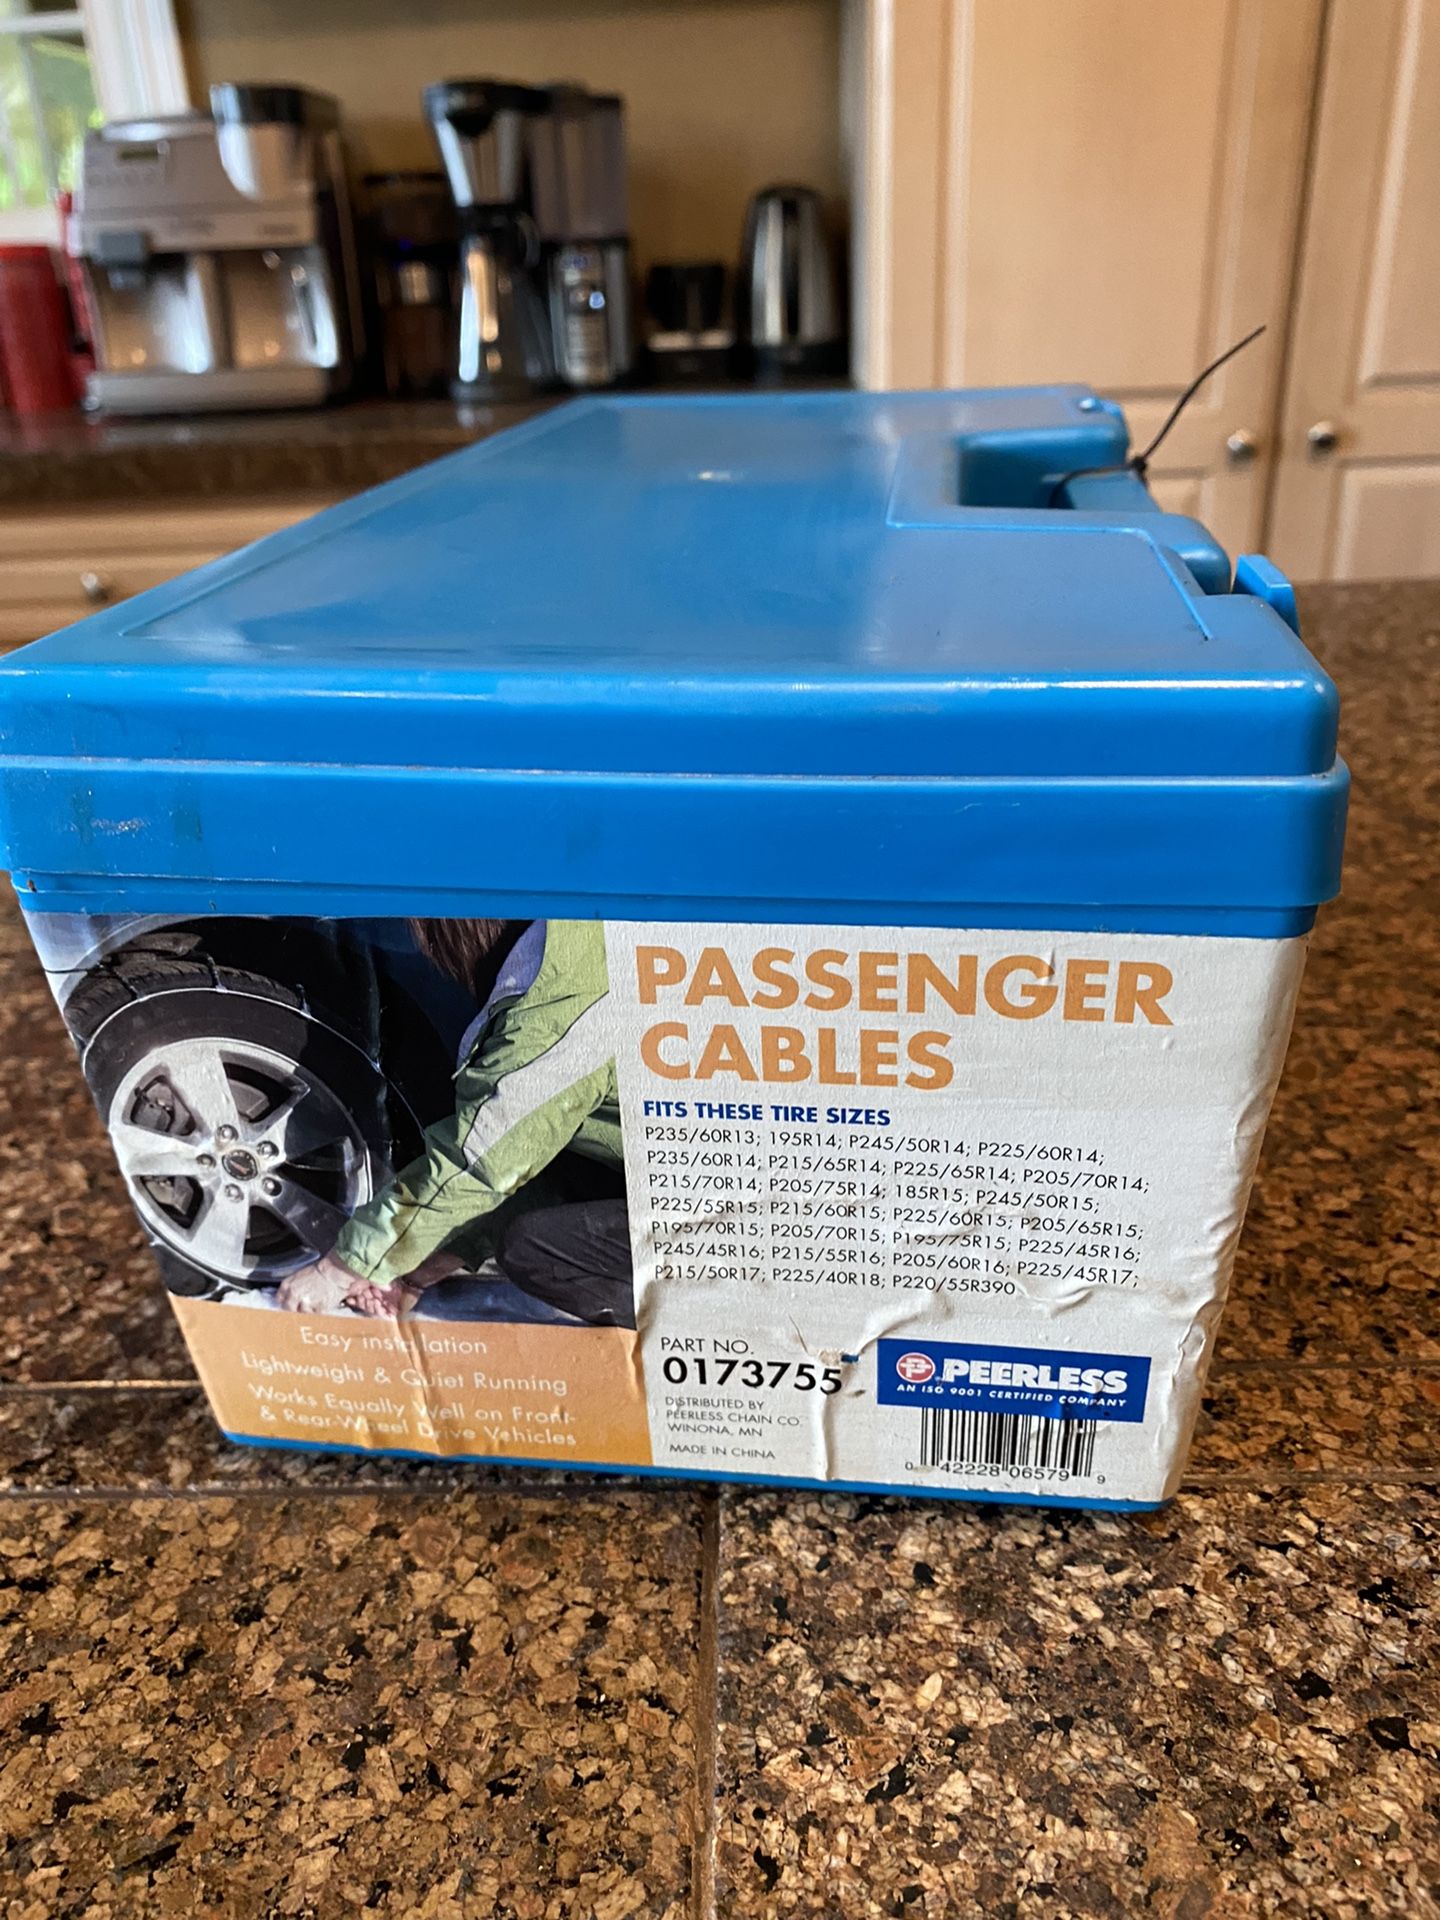 PASSENGER
CABLES
FITS THESE TIRE SIZES
P235/60R13; 195R14; P245/50R14; P225/60R14;
P235/60R14; P215/65R14; P225/65R14; P205/70R14;
P215/70R14; P205/75R14; 185R15; P245/50R15;
P225/55R15; P215/60R15; P225/60R15; P205/65R15;
P195/70R15; P205/70R15; P195/75R15; P225/45R16;
P245/45R16; P215/55R16; P205/60R16; P225/45R17;
P215/50R17; P225/40R18; P220/55R390
Easy installation
Lightweight & Quiet Running
Works Equally Well on Front-
& Rear-Wheel Drive Vehicles
PART NO.
0173755
DISTRIBUTED BY
PEERLESS CHAIN CO.
WINONA, MN
MADE IN CHINA
PEERLESS
AN ISO 9001 CERTIFIED COMPANY
0 42228 06579 9